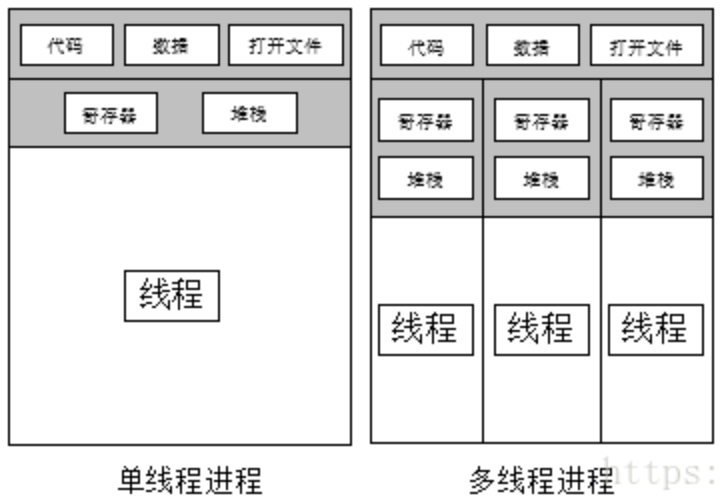 代码 数据 打开文件
寄存器 堆栈
线程
单线程进程
代码 数据 打开文件
寄存器 寄存器 寄存器
堆栈 堆栈 堆栈
线程 线程 线程
多线程进程
https: